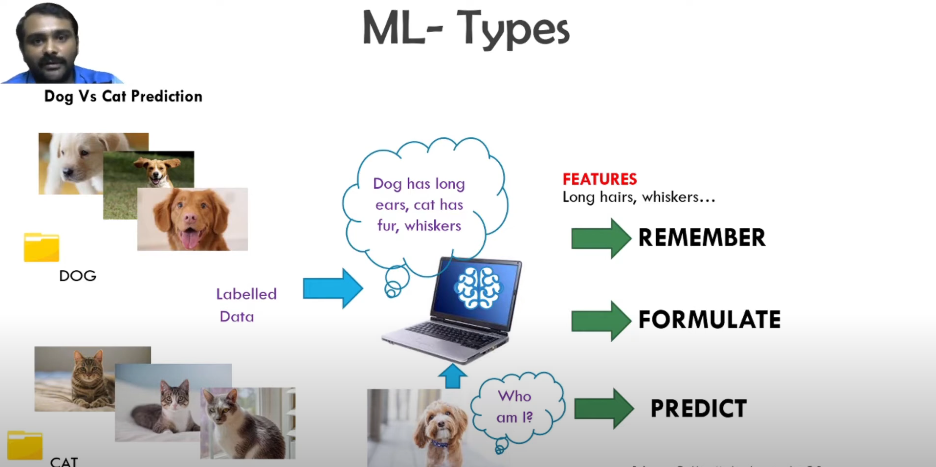 ML- Types
Dog Vs Cat Prediction
Dog has long
ears, cat has
fur, whiskers
FEATURES
Long hairs, whiskers...
REMEMBER
DOG
Labelled
Data
FORMULATE
Who
am I?
PREDICT
CAT